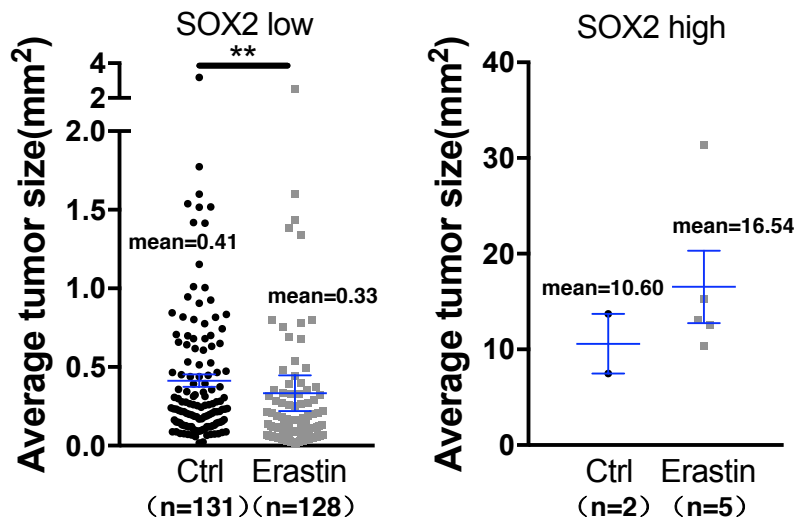 SOX2 low
**
Average tumor size(mm²)
4
2
2.0
1.5
1.0
0.5
0.0
mean=0.41
mean=0.33
Ctrl
Erastin
(n=131)
(n=128)
SOX2 high
Average tumor size(mm²)
40
30
20
10
0
mean=16.54
mean=10.60
Ctrl
Erastin
(n=2)
(n=5)